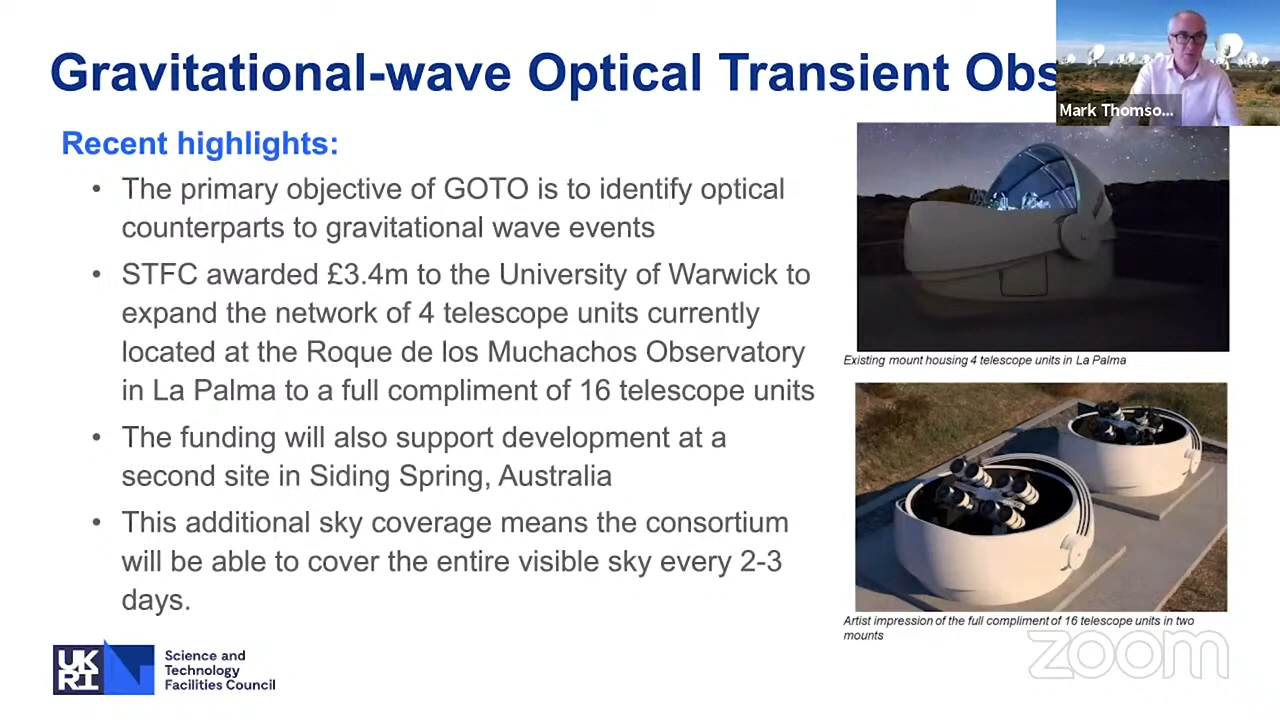 Gravitational-wave Optical Transient Obs
Mark Thomso...
Recent highlights:
• The primary objective of GOTO is to identify optical
counterparts to gravitational wave events
• STFC awarded £3.4m to the University of Warwick to
expand the network of 4 telescope units currently
located at the Roque de los Muchachos Observatory
in La Palma to a full compliment of 16 telescope units
• The funding will also support development at a
second site in Siding Spring, Australia
• This additional sky coverage means the consortium
will be able to cover the entire visible sky every 2-3
days.
Existing mount housing 4 telescope units in La Palma
Artist impression of the full compliment of 16 telescope units in two
mounts
UK
RI
Science and
Technology
Facilities Council
zoom